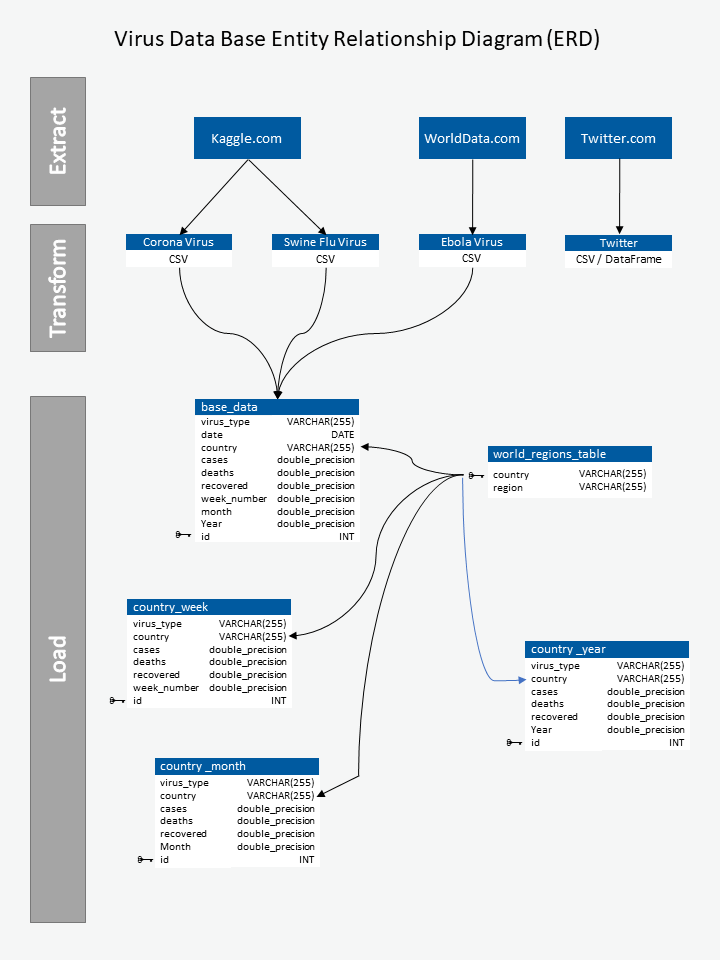 Virus Data Base Entity Relationship Diagram (ERD)
Extract
Kaggle.com
WorldData.com
Twitter.com
Transform
Corona Virus
CSV
Swine Flu Virus
CSV
Ebola Virus
CSV
Twitter
CSV / DataFrame
Load
base_data
virus_type VARCHAR(255)
date DATE
country VARCHAR(255)
cases double_precision
deaths double_precision
recovered double_precision
week_number double_precision
month double_precision
Year double_precision
id INT
world_regions_table
country VARCHAR(255)
region VARCHAR(255)
country_week
virus_type VARCHAR(255)
country VARCHAR(255)
cases double_precision
deaths double_precision
recovered double_precision
week_number double_precision
id INT
country _year
virus_type VARCHAR(255)
country VARCHAR(255)
cases double_precision
deaths double_precision
recovered double_precision
Year double_precision
id INT
country _month
virus_type VARCHAR(255)
country VARCHAR(255)
cases double_precision
deaths double_precision
recovered double_precision
Month double_precision
id INT